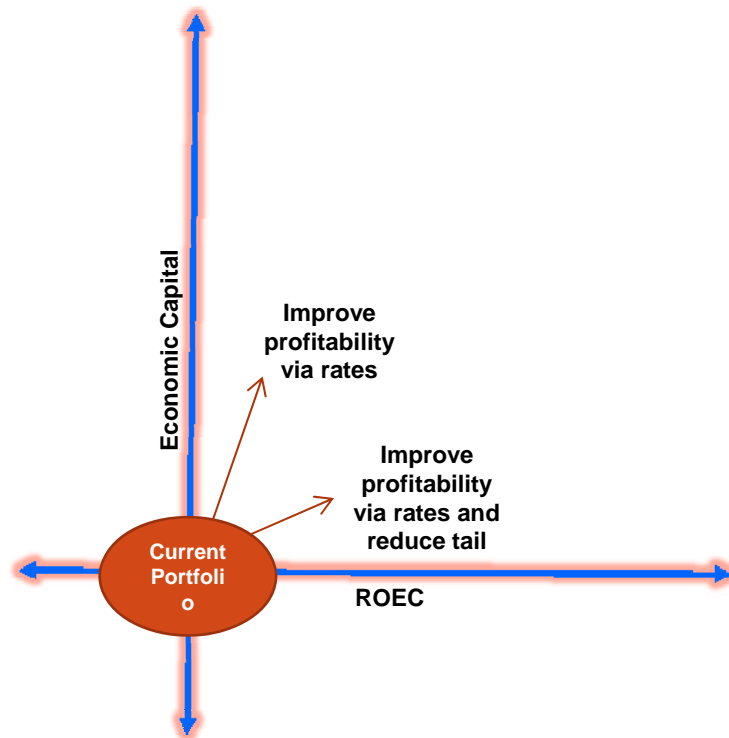 Economic Capital
Improve
profitability
via rates
Improve
profitability
via rates and
reduce tail
Current
Portfoli
o
ROEC